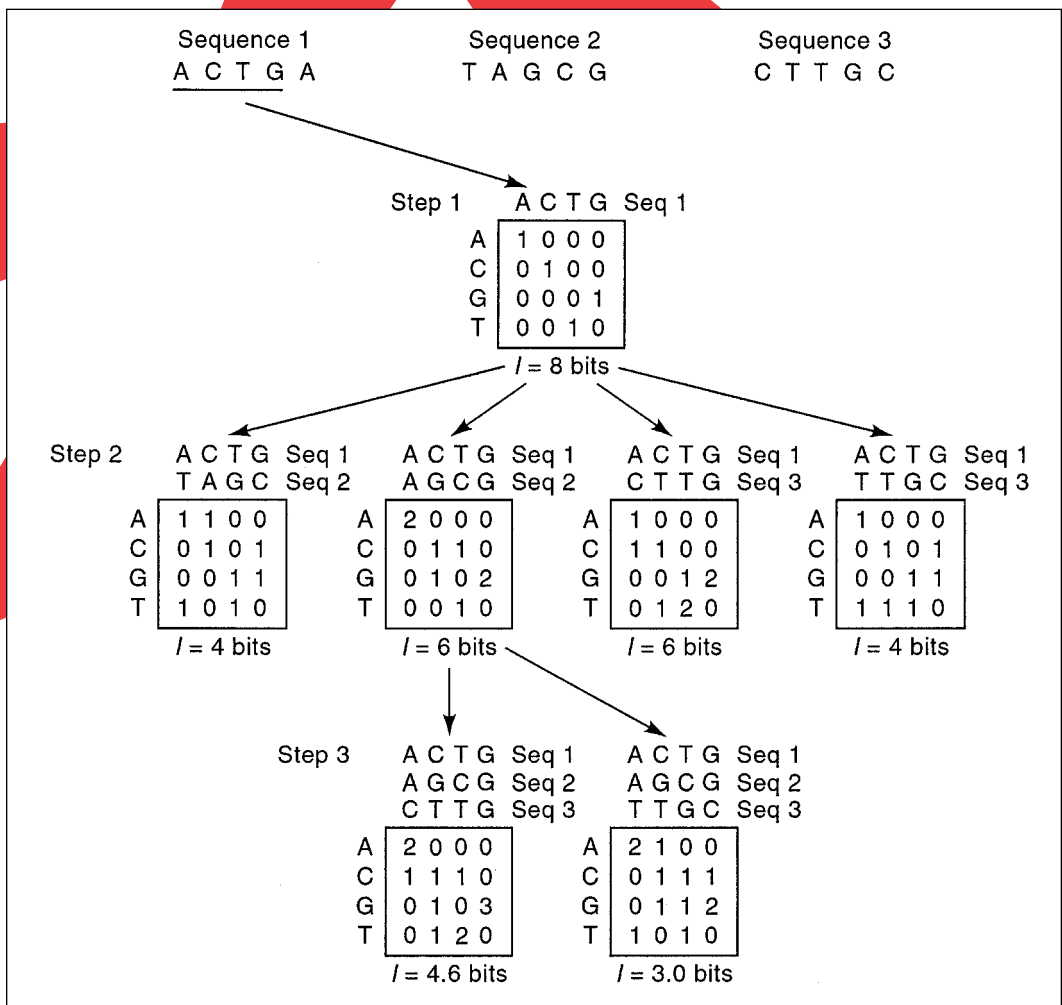 Sequence 1 Sequence 2 Sequence 3
A C T G A T A G C G C T T G C
Step 1 A C T G Seq 1
A 1 0 0 0
C 0 1 0 0
G 0 0 0 1
T 0 0 1 0
I = 8 bits
Step 2 A C T G Seq 1 A C T G Seq 1 A C T G Seq 1 A C T G Seq 1
T A G C Seq 2 A G C G Seq 2 C T T G Seq 3 T T G C Seq 3
A 1 1 0 0 A 2 0 0 0 A 1 0 0 0 A 1 0 0 0
C 0 1 0 1 C 0 1 1 0 C 1 1 0 0 C 0 1 0 1
G 0 0 1 1 G 0 1 0 2 G 0 0 1 2 G 0 0 1 1
T 1 0 1 0 T 0 0 1 0 T 0 1 2 0 T 1 1 1 0
I = 4 bits I = 6 bits I = 6 bits I = 4 bits
Step 3 A C T G Seq 1 A C T G Seq 1
A G C G Seq 2 A G C G Seq 2
C T T G Seq 3 T T G C Seq 3
A 2 0 0 0 A 2 1 0 0
C 1 1 1 0 C 0 1 1 1
G 0 1 0 3 G 0 1 1 2
T 0 1 2 0 T 1 0 1 0
I = 4.6 bits I = 3.0 bits